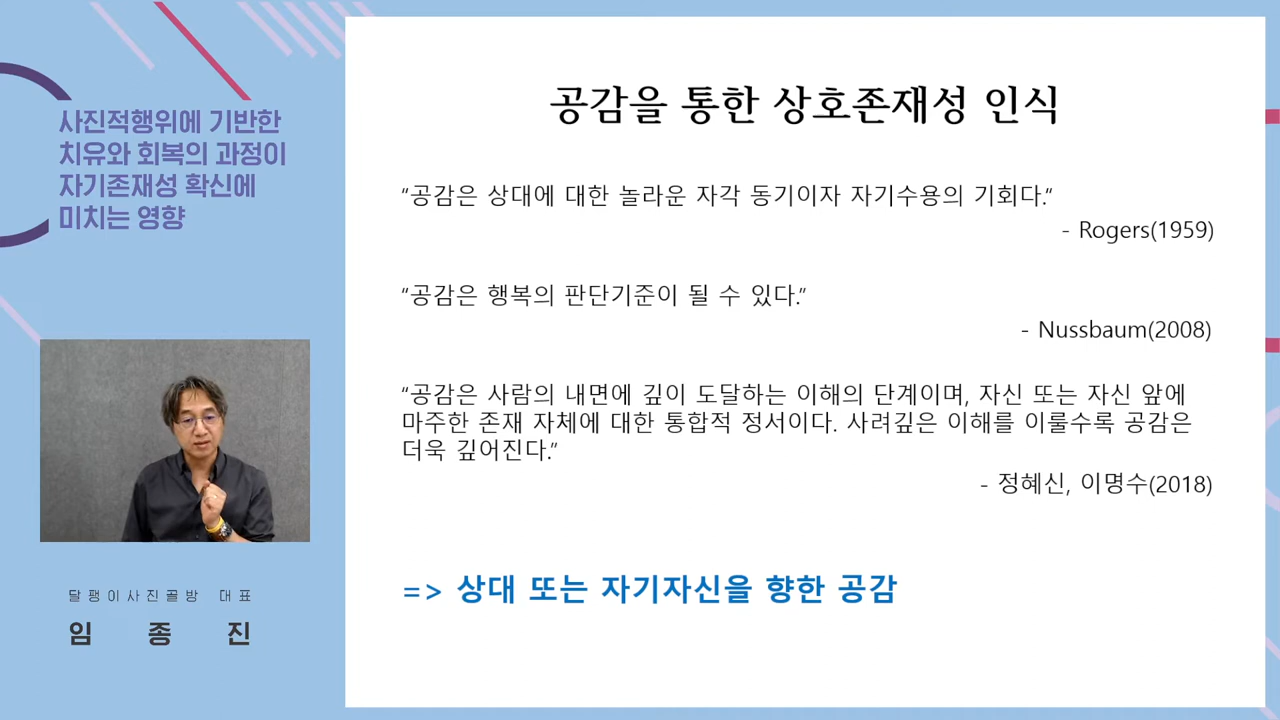 사진적행위에 기반한
치유와 회복의 과정이
자기존재성 확신에
미치는 영향
달팽이사진골방 대표
임종진
공감을 통한 상호존재성 인식
“공감은 상대에 대한 놀라운 자각 동기이자 자기수용의 기회다.“
- Rogers(1959)
“공감은 행복의 판단기준이 될 수 있다.”
- Nussbaum(2008)
“공감은 사람의 내면에 깊이 도달하는 이해의 단계이며, 자신 또는 자신 앞에
마주한 존재 자체에 대한 통합적 정서이다. 사려깊은 이해를 이룰수록 공감은
더욱 깊어진다.”
- 정혜신, 이명수(2018)
=> 상대 또는 자기자신을 향한 공감